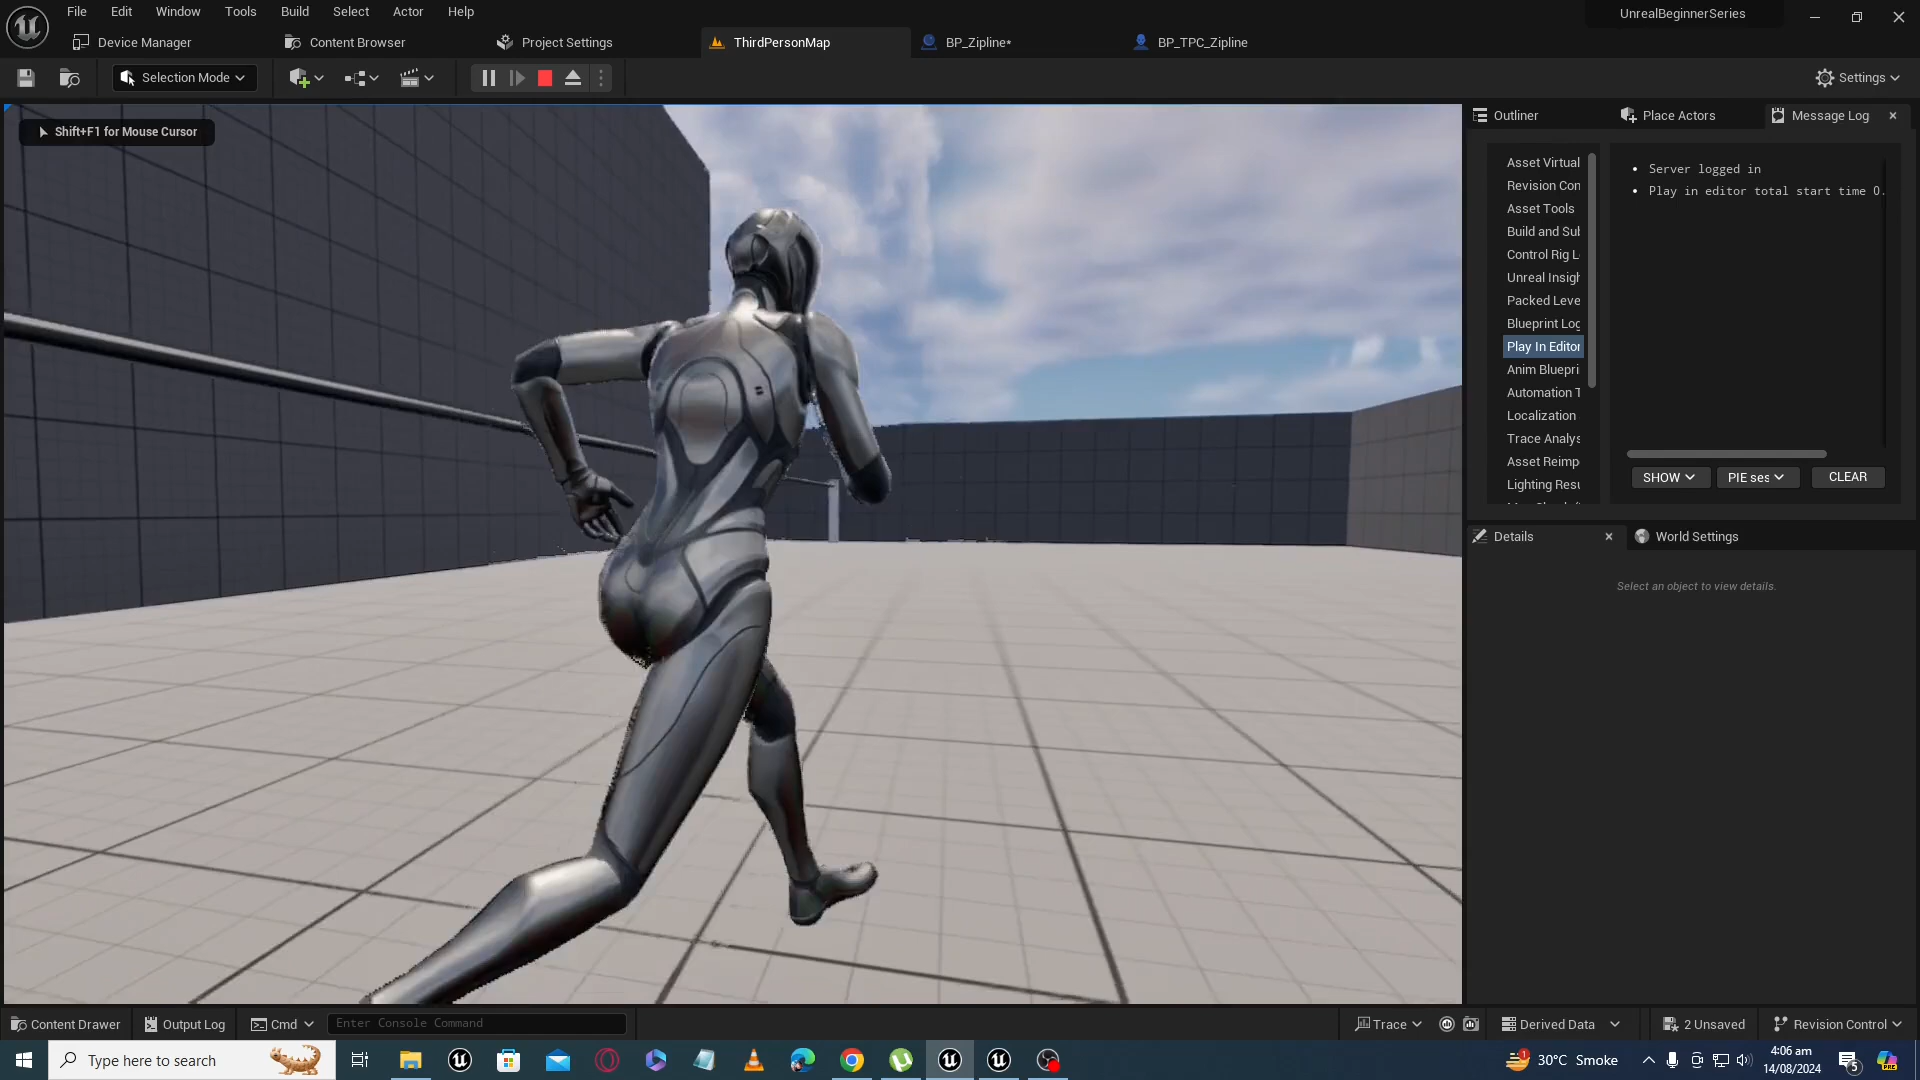 File Edit Window Tools Build Select Actor Help
UnrealBeginnerSeries
Device Manager
Content Browser
Project Settings
ThirdPersonMap
BP_Zipline*
BP_TPC_Zipline
Selection Mode
Settings
Shift+F1 for Mouse Cursor
Outliner
Place Actors
Message Log
Asset Virtual
Revision Con
Asset Tools
Build and Sub
Control Rig L
Unreal Insigh
Packed Leve
Blueprint Log
Play In Editor
Anim Bluepri
Automation T
Localization
Trace Analys
Asset Reimp
Lighting Resu
Server logged in
Play in editor total start time 0.
SHOW
PIE ses
CLEAR
Details
World Settings
Select an object to view details.
Content Drawer
Output Log
Cmd
Enter Console Command
Trace
Derived Data
2 Unsaved
Revision Control
Type here to search
1
30°C Smoke
4:06 am
14/08/2024
5
PRE